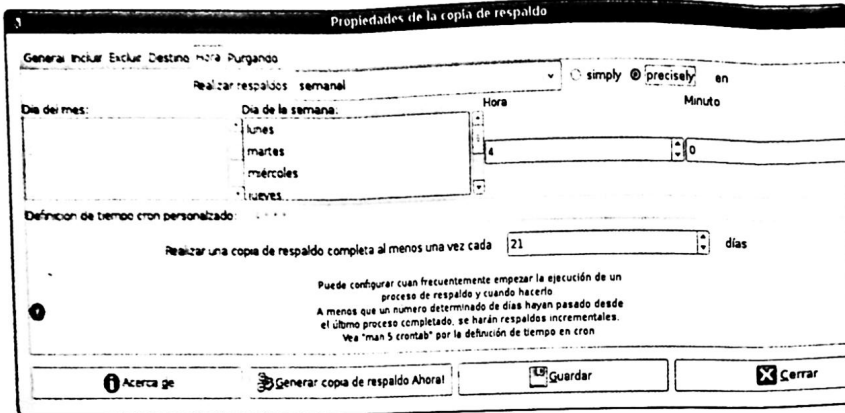 Propiedades de la copia de respaldo
General Incluir Excluir Destino Hora Purgando
Realizar respaldos semanal simply precisely en
Día del mes: Día de la semana: Hora Minuto
lunes
martes
miércoles
jueves
4 0
Definición de tiempo cron personalizado:
Realizar una copia de respaldo completa al menos una vez cada 21 días
Puede configurar cuan frecuentemente empezar la ejecución de un
proceso de respaldo y cuando hacerlo
A menos que un numero determinado de días hayan pasado desde
el último proceso completado, se harán respaldos incrementales.
Vea "man 5 crontab" por la definición de tiempo en cron
Acerca de Generar copia de respaldo Ahora! Guardar Cerrar